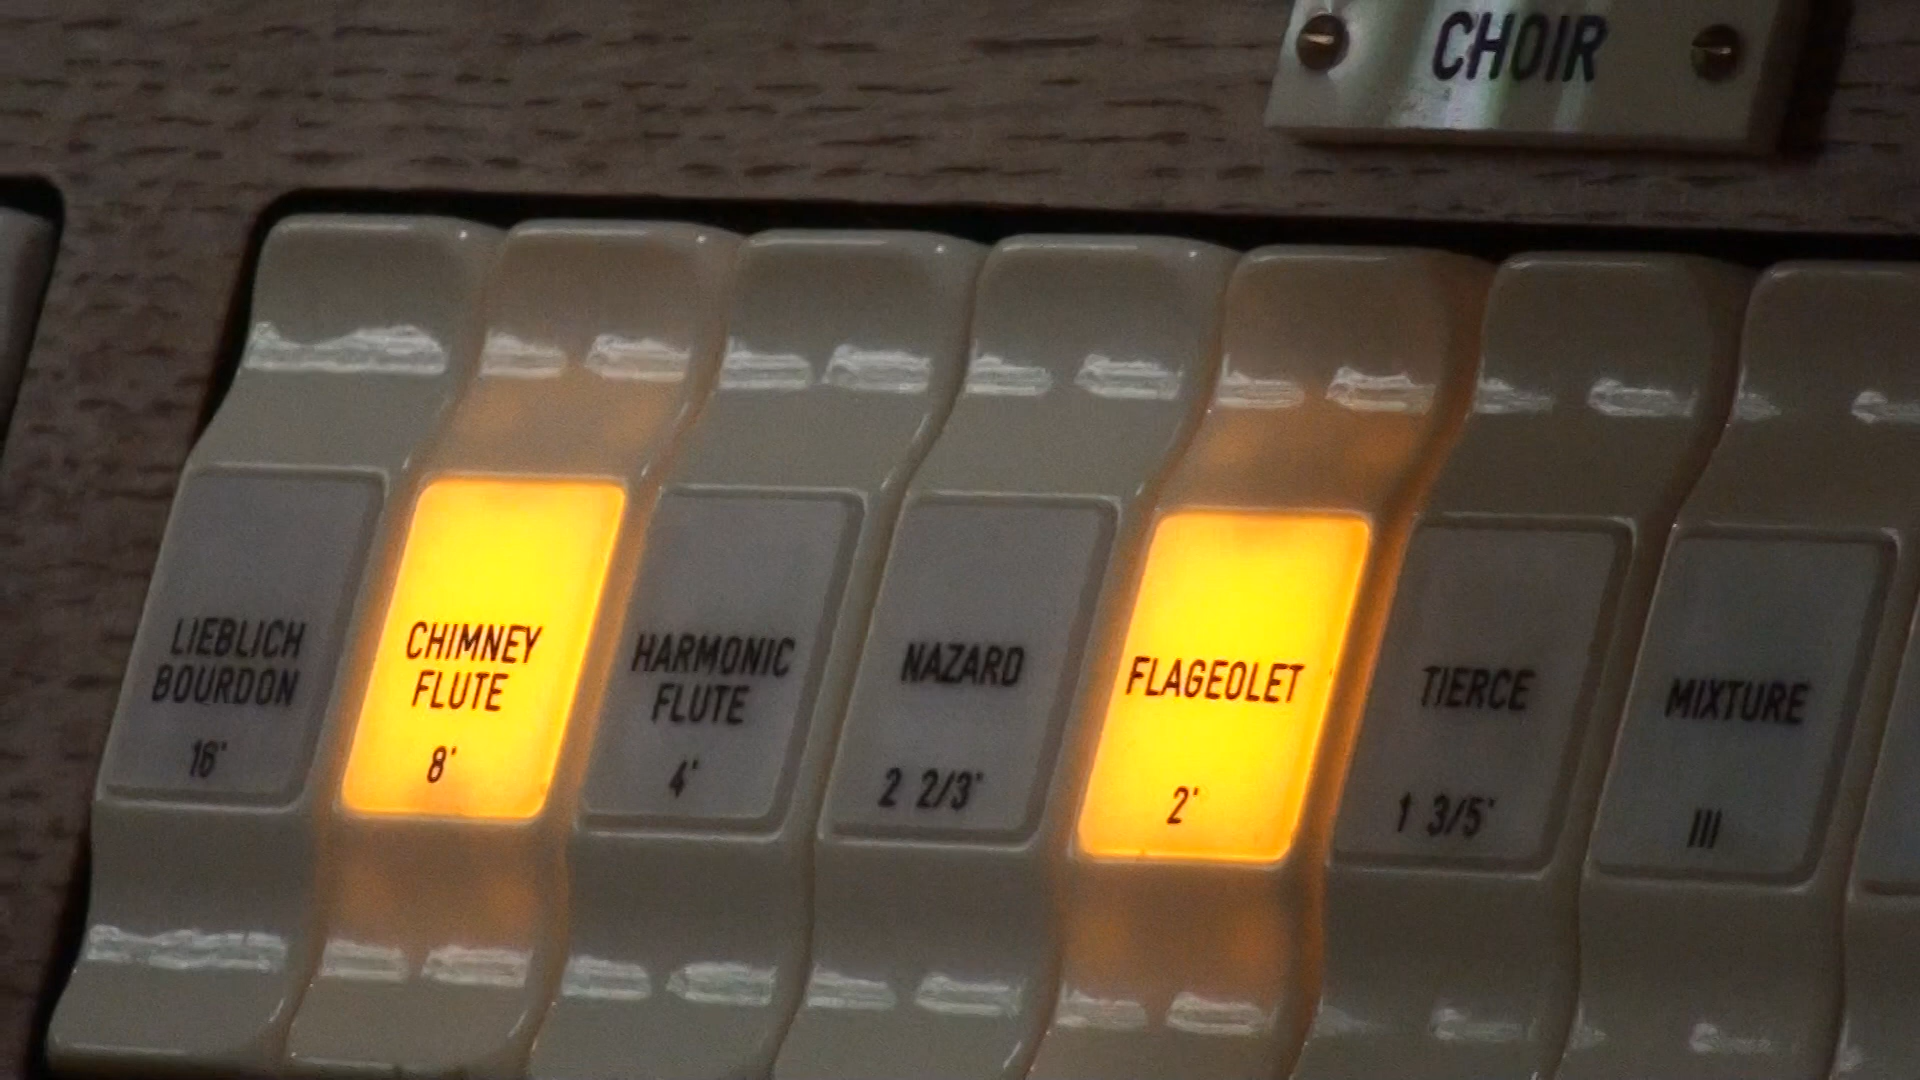 CHOIR
LIEBLICH
BOURDON
16'
CHIMNEY
FLUTE
8'
HARMONIC
FLUTE
4'
NAZARD
2 2/3'
FLAGEOLET
2'
TIERCE
1 3/5'
MIXTURE
III